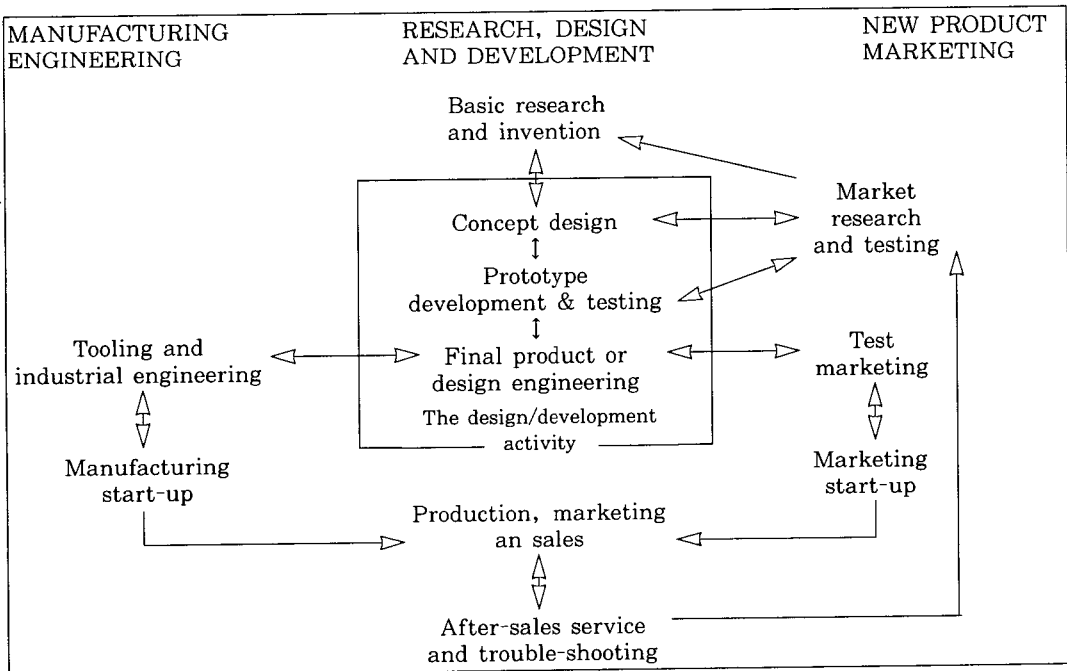 MANUFACTURING
ENGINEERING
RESEARCH, DESIGN
AND DEVELOPMENT
NEW PRODUCT
MARKETING
Basic research
and invention
Concept design
Market
research
and testing
Prototype
development & testing
Tooling and
industrial engineering
Final product or
design engineering
Test
marketing
The design/development
activity
Manufacturing
start-up
Marketing
start-up
Production, marketing
an sales
After-sales service
and trouble-shooting